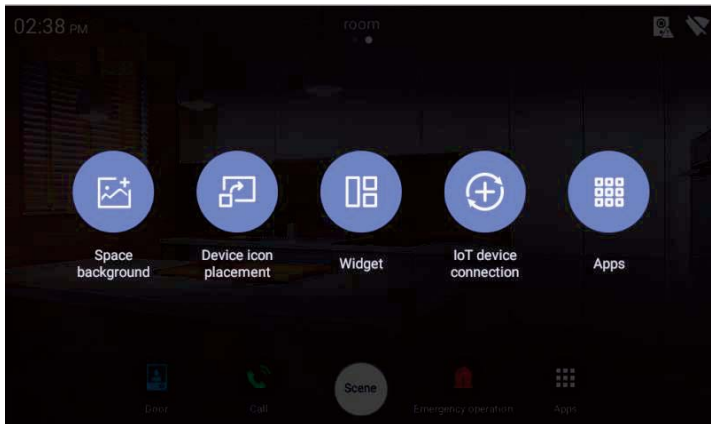 02:38 PM
room
Space
background
Device icon
placement
Widget
IoT device
connection
Apps
Scene
Door
Call
Emergency operation
Apps